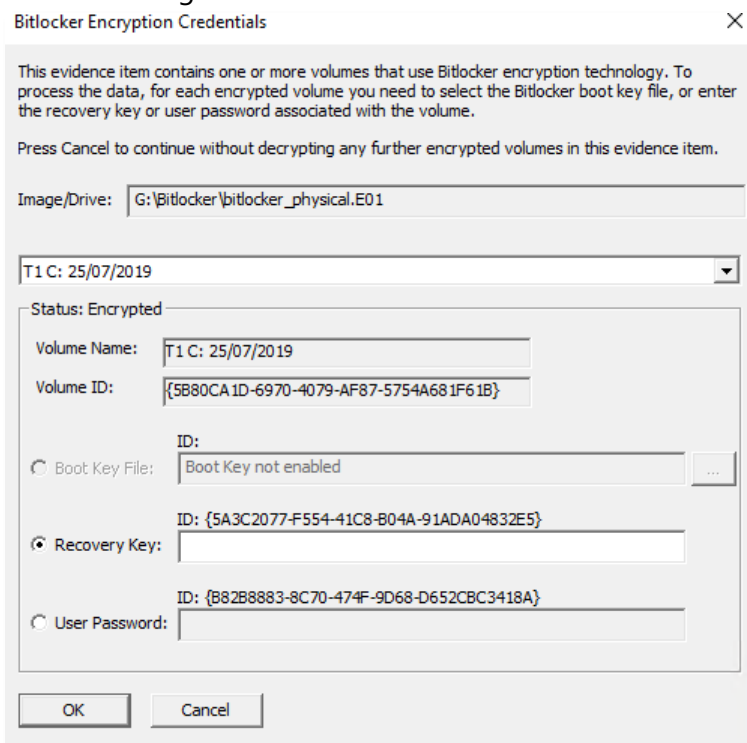 Bitlocker Encryption Credentials
This evidence item contains one or more volumes that use Bitlocker encryption technology. To
process the data, for each encrypted volume you need to select the Bitlocker boot key file, or enter
the recovery key or user password associated with the volume.
Press Cancel to continue without decrypting any further encrypted volumes in this evidence item.
Image/Drive: G:\Bitlocker\bitlocker_physical.E01
T1 C: 25/07/2019
Status: Encrypted
Volume Name: T1 C: 25/07/2019
Volume ID: {5B80CA1D-6970-4079-AF87-5754A681F61B}
ID:
Boot Key File: Boot Key not enabled ...
ID: {5A3C2077-F554-41C8-B04A-91ADA04832E5}
Recovery Key:
ID: {B82B8883-8C70-474F-9D68-D652CBC3418A}
User Password:
OK Cancel